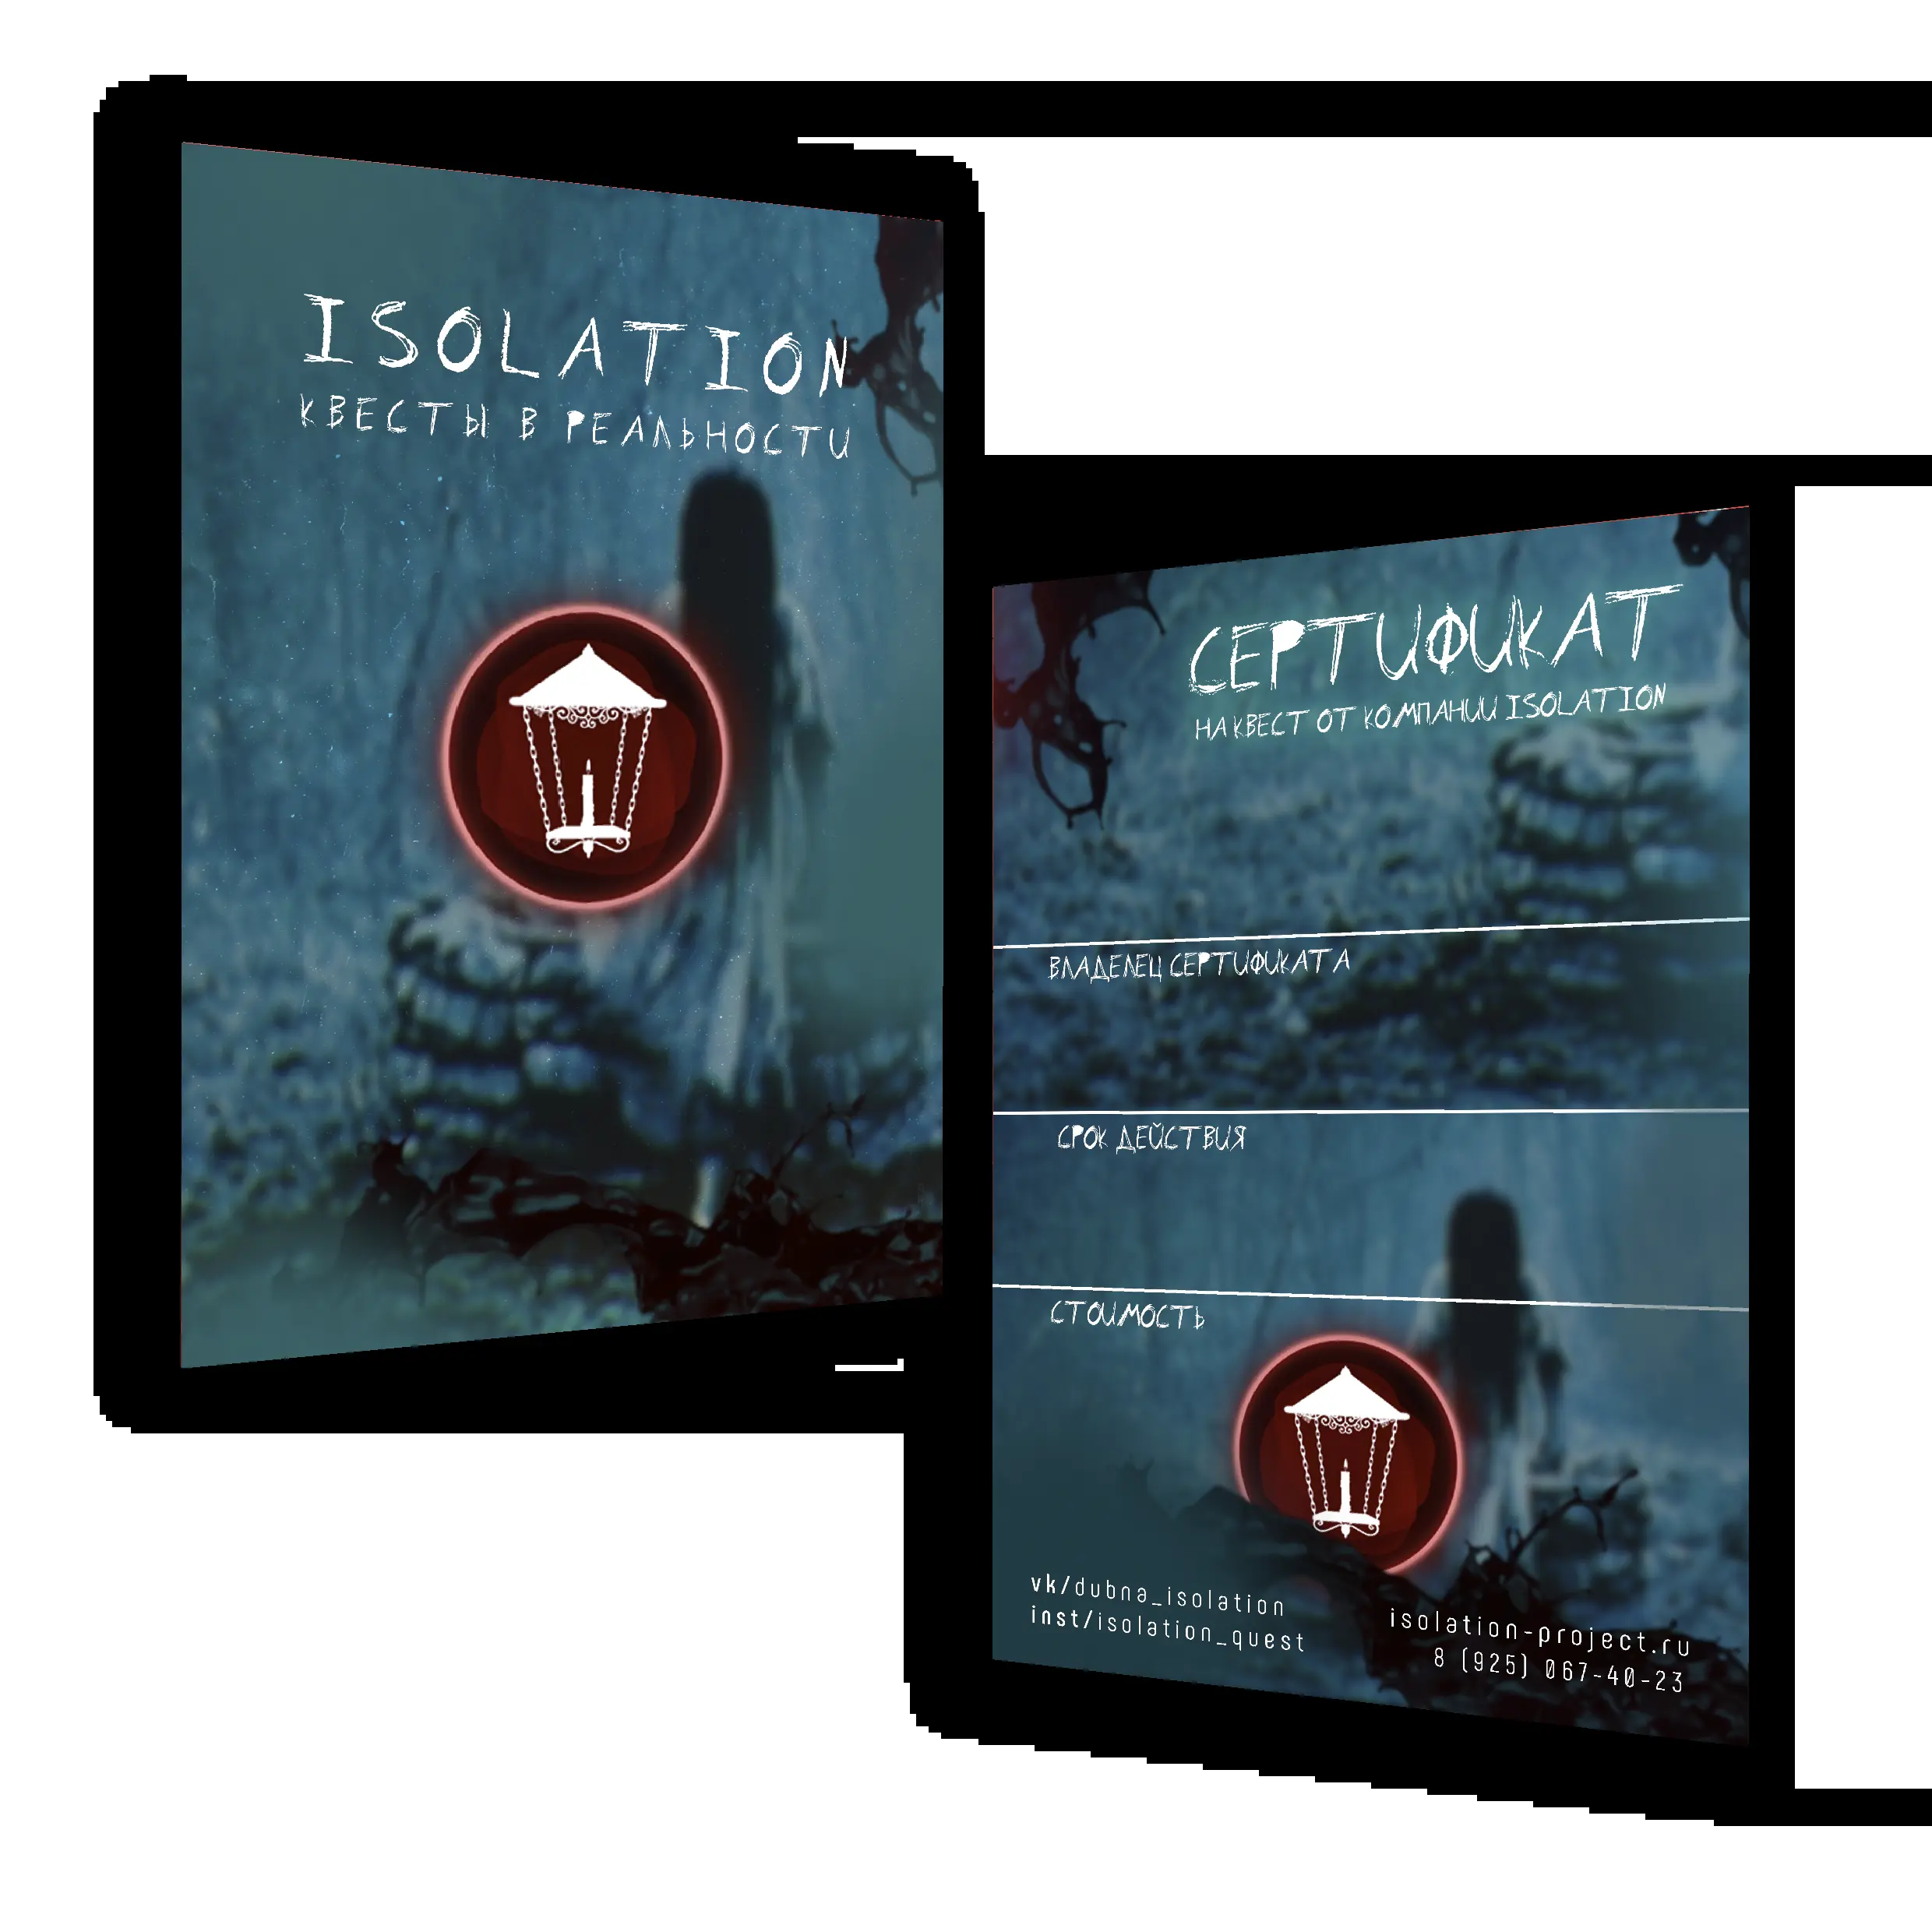 ISOLATION
КВЕСТЫ В РЕАЛЬНОСТИ
СЕРТИФИКАТ
НА КВЕСТ ОТ КОМПАНИИ ISOLATION
ВЛАДЕЛЕЦ СЕРТИФИКАТА
СРОК ДЕЙСТВИЯ
СТОИМОСТЬ
vk/dubna_isolation
inst/isolation_quest
isolation-project.ru
8 (925) 067-40-23